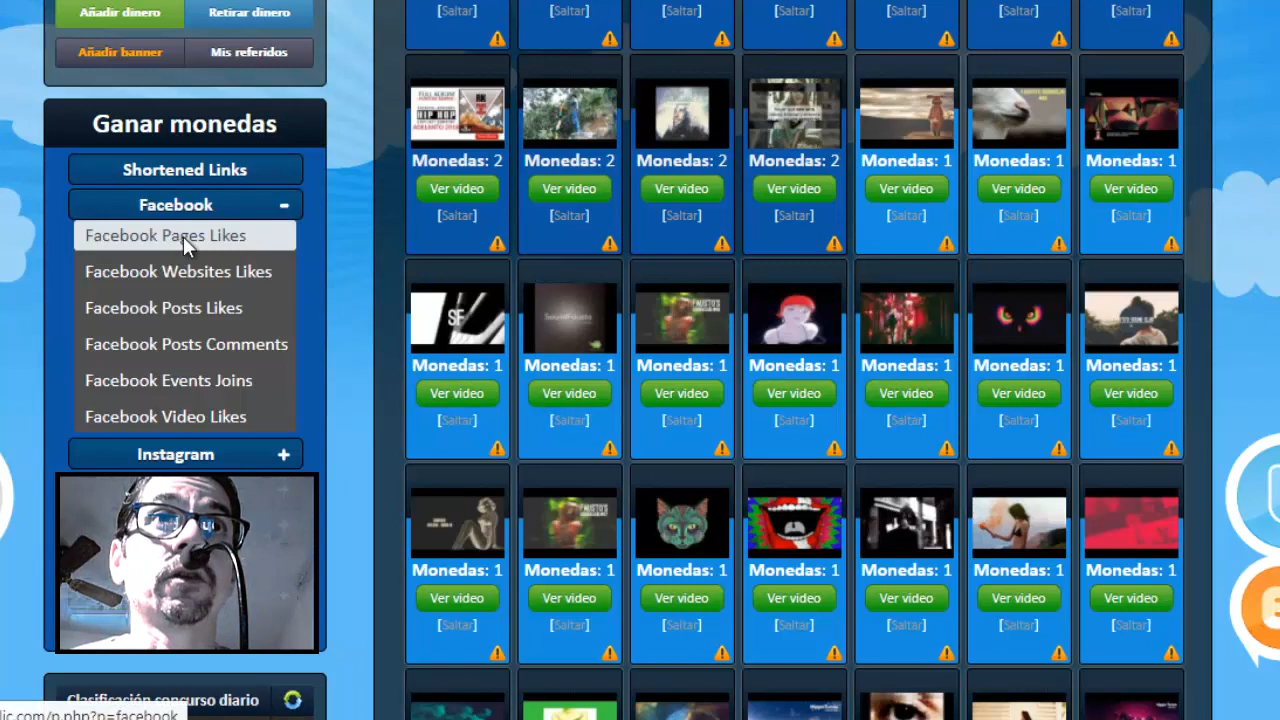 Añadir dinero Retirar dinero
Añadir banner Mis referidos
Ganar monedas
Shortened Links
Facebook −
Facebook Pages Likes
Facebook Websites Likes
Facebook Posts Likes
Facebook Posts Comments
Facebook Events Joins
Facebook Video Likes
Instagram +
Clasificación concurso diario
lic.com/p.php?p=facebook
[Saltar] [Saltar] [Saltar] [Saltar] [Saltar] [Saltar] [Saltar]
HIP HOP
Monedas: 2 Monedas: 2 Monedas: 2 Monedas: 2 Monedas: 1 Monedas: 1 Monedas: 1
Ver video Ver video Ver video Ver video Ver video Ver video Ver video
[Saltar] [Saltar] [Saltar] [Saltar] [Saltar] [Saltar] [Saltar]
SF
FAUSTO'S
Monedas: 1 Monedas: 1 Monedas: 1 Monedas: 1 Monedas: 1 Monedas: 1 Monedas: 1
Ver video Ver video Ver video Ver video Ver video Ver video Ver video
[Saltar] [Saltar] [Saltar] [Saltar] [Saltar] [Saltar] [Saltar]
FAUSTO'S
Monedas: 1 Monedas: 1 Monedas: 1 Monedas: 1 Monedas: 1 Monedas: 1 Monedas: 1
Ver video Ver video Ver video Ver video Ver video Ver video Ver video
[Saltar] [Saltar] [Saltar] [Saltar] [Saltar] [Saltar] [Saltar]